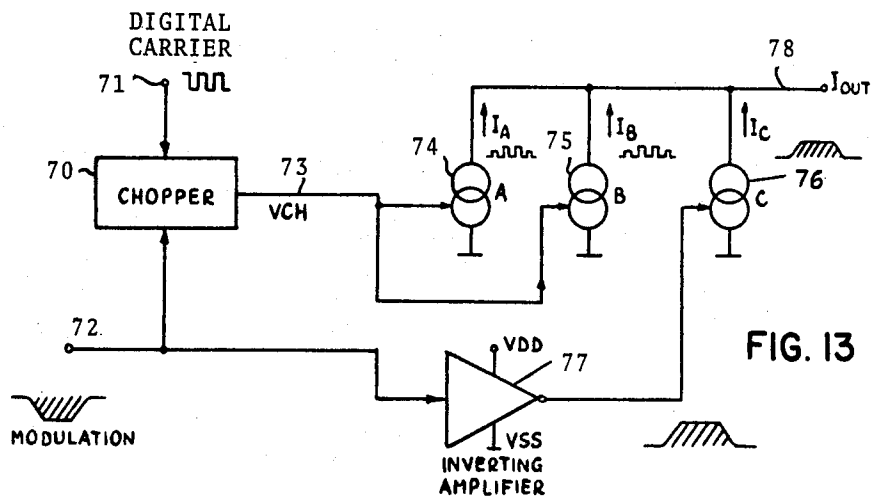 DIGITAL
CARRIER
71
70
CHOPPER
73
VCH
72
MODULATION
74
IA
A
75
IB
B
78
IOUT
IC
C
76
VDD
77
VSS
INVERTING
AMPLIFIER
FIG. 13